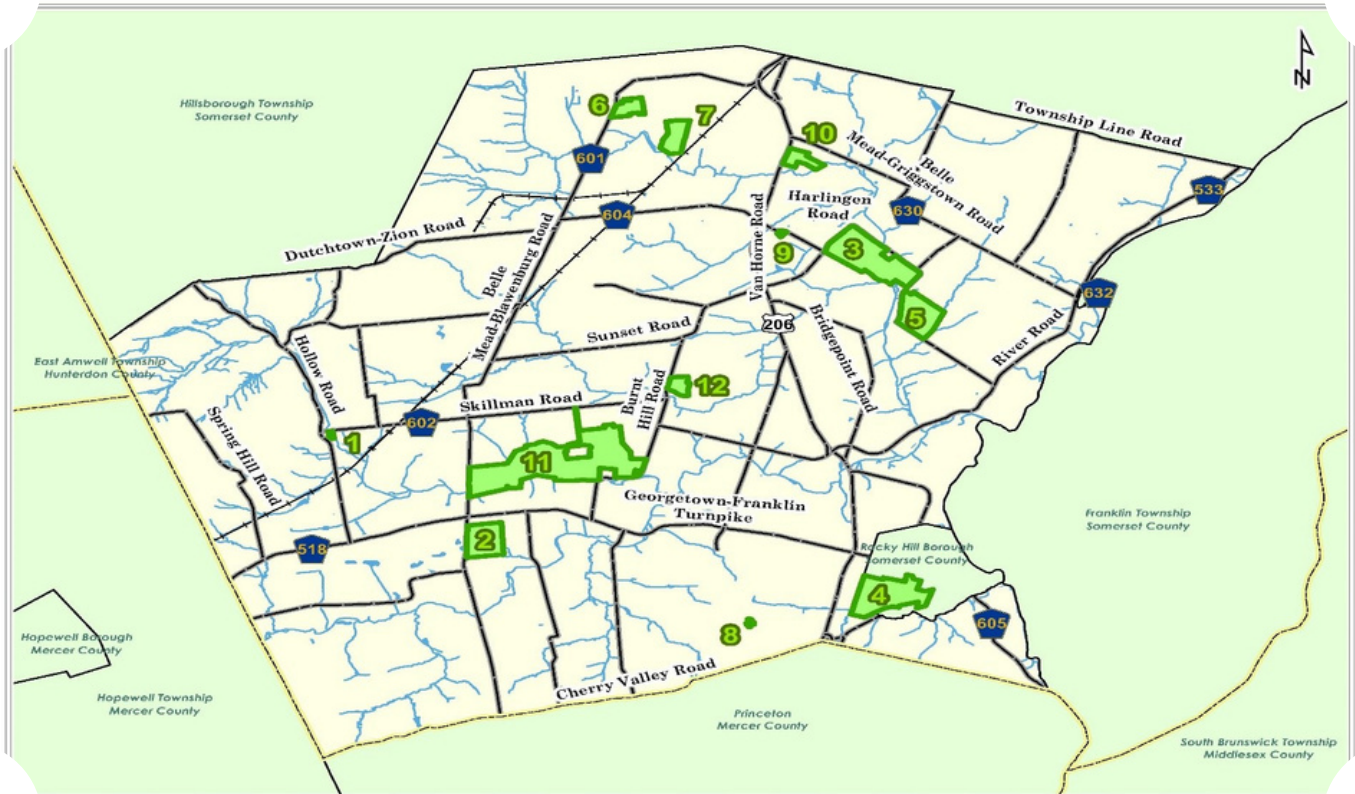 N
Hillsborough Township
Somerset County
6
7
10
Township Line Road
601
Belle
Mead-Griggstown Road
533
Harlingen
Road
630
604
Dutchtown-Zion Road
Van Horne Road
9
3
Belle
Mead-Blawenburg Road
632
5
206
Sunset Road
Bridgepoint Road
River Road
East Amwell Township
Hunterdon County
Hollow Road
12
Burnt
Hill Road
Skillman Road
602
1
Spring Hill Road
11
Georgetown-Franklin
Turnpike
Franklin Township
Somerset County
2
518
Rocky Hill Borough
Somerset County
4
605
8
Hopewell Borough
Mercer County
Cherry Valley Road
Hopewell Township
Mercer County
Princeton
Mercer County
South Brunswick Township
Middlesex County